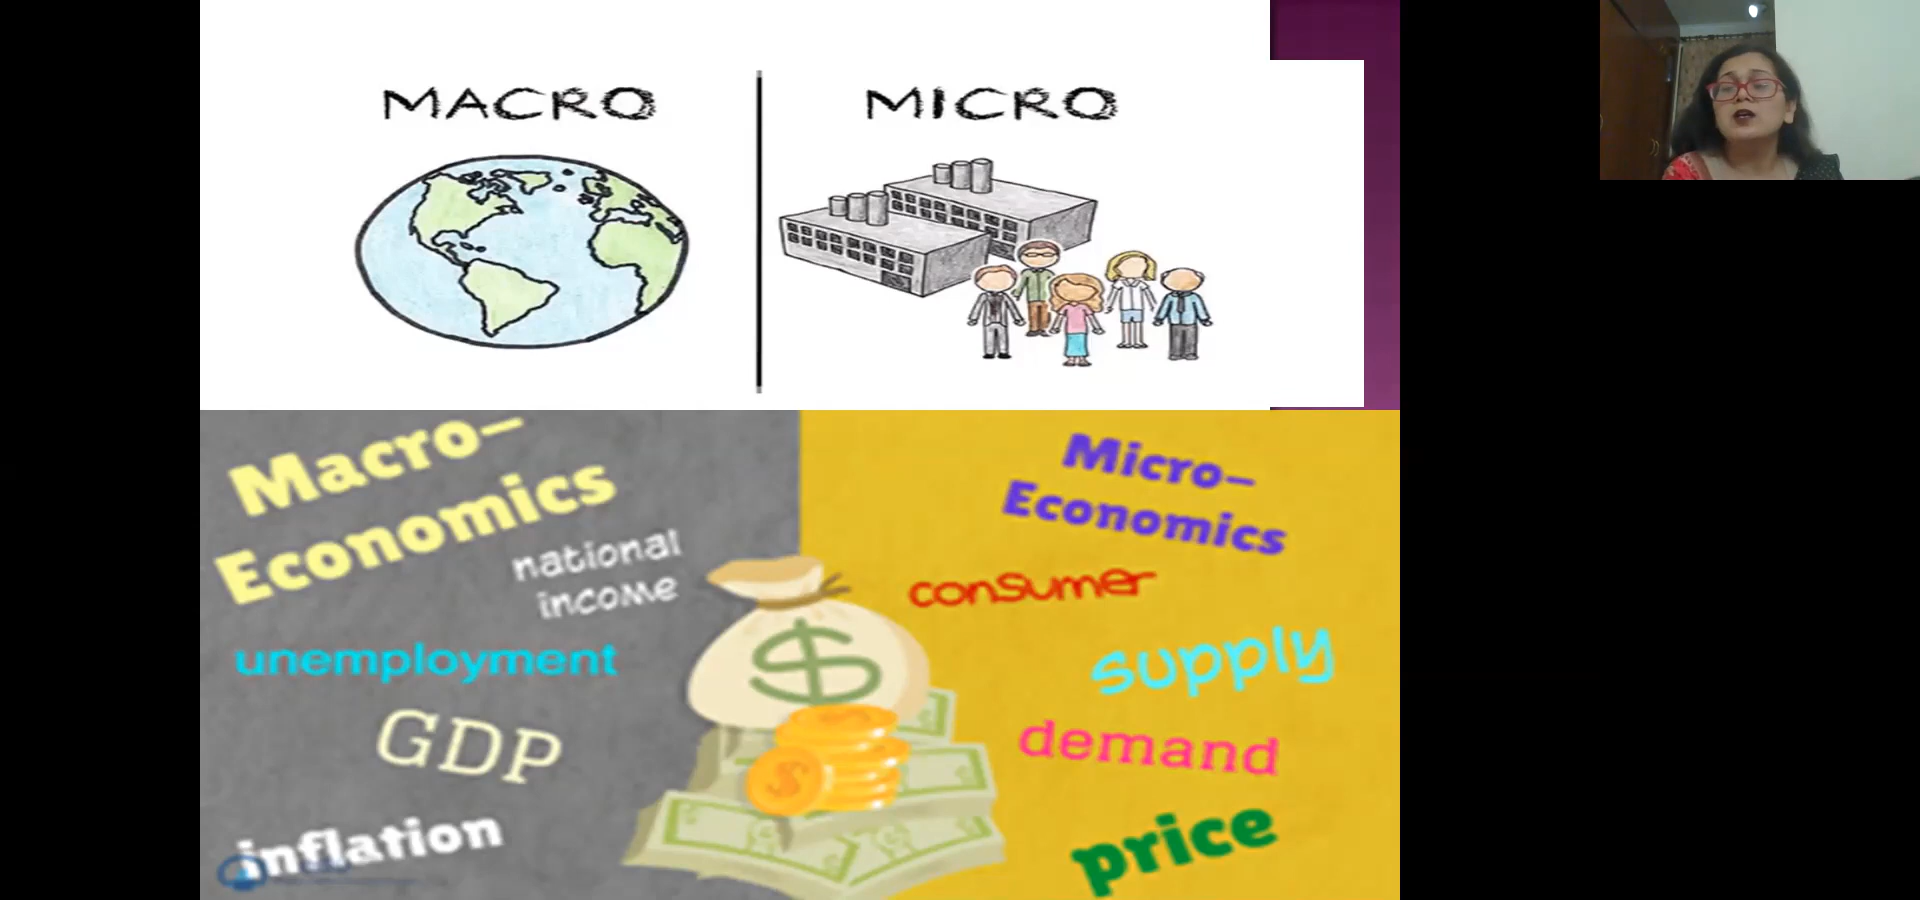 MACRO
MICRO
Macro–
Economics
national
income
unemployment
GDP
inflation
Micro–
Economics
consumer
supply
demand
price
$
$